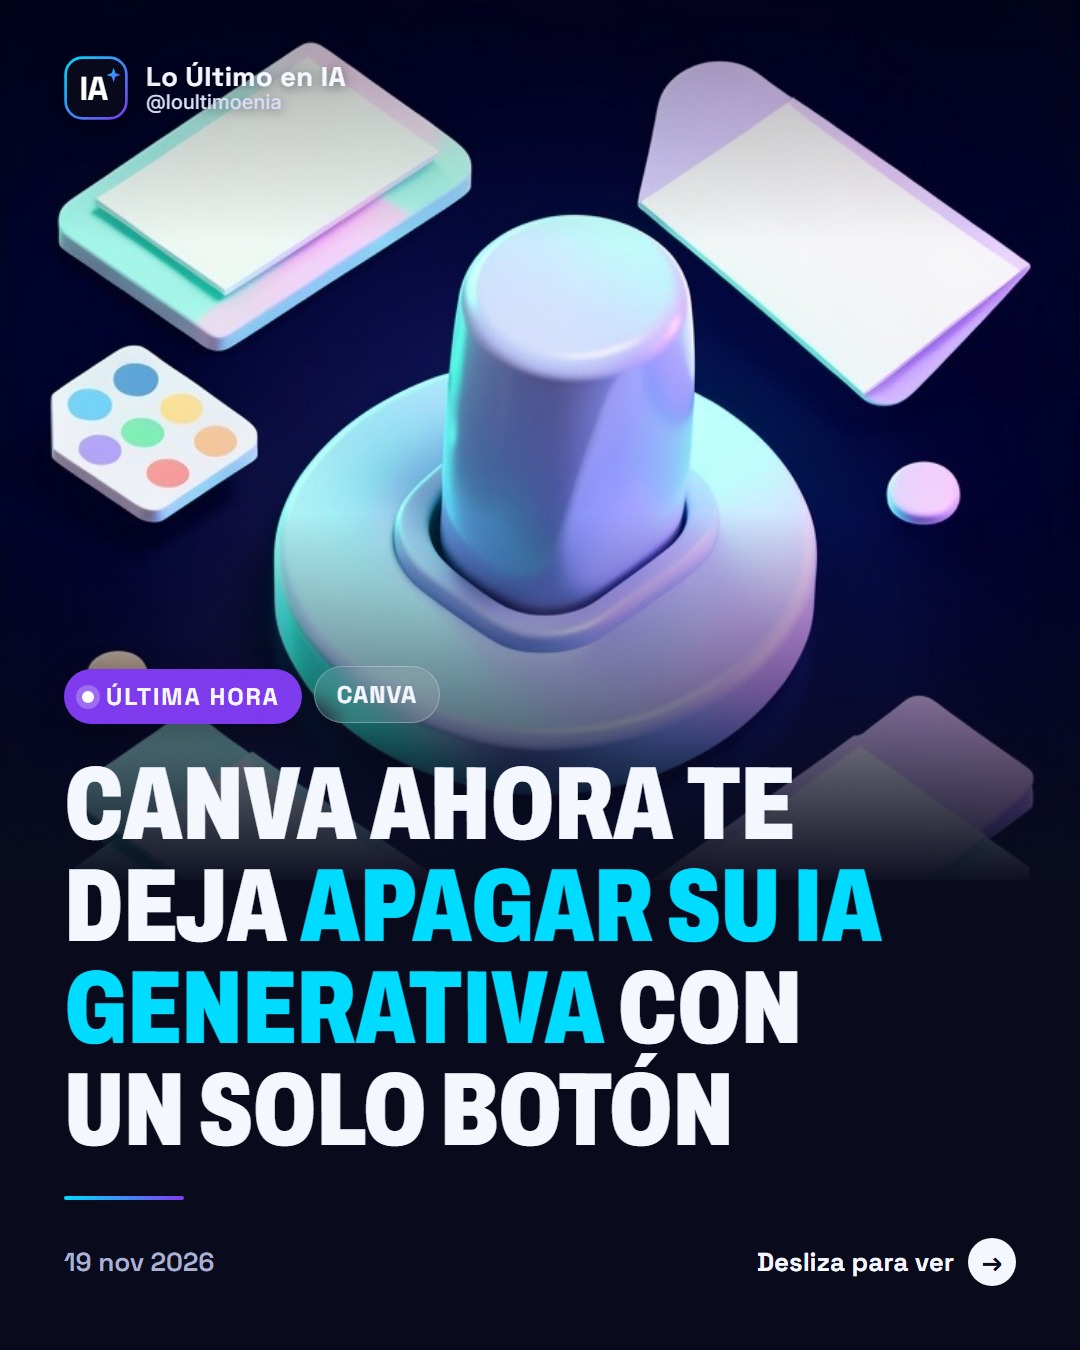 IA
Lo Último en IA
@loultimoenia
ÚLTIMA HORA
CANVA
CANVA AHORA TE
DEJA APAGAR SU IA
GENERATIVA CON
UN SOLO BOTÓN
19 nov 2026
Desliza para ver →